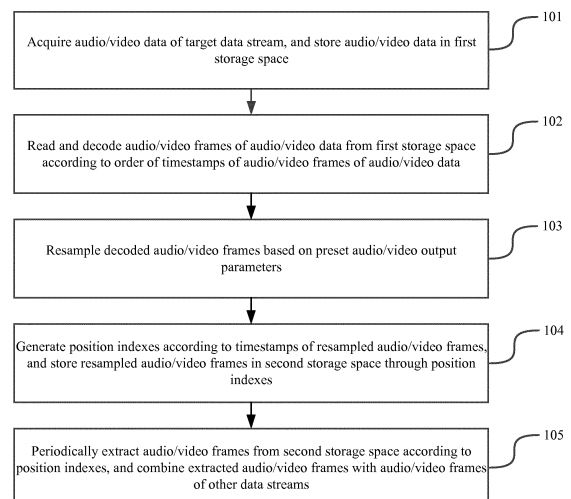 Acquire audio/video data of target data stream, and store audio/video data in first
storage space
101
Read and decode audio/video frames of audio/video data from first storage space
according to order of timestamps of audio/video frames of audio/video data
102
Resample decoded audio/video frames based on preset audio/video output
parameters
103
Generate position indexes according to timestamps of resampled audio/video frames,
and store resampled audio/video frames in second storage space through position
indexes
104
Periodically extract audio/video frames from second storage space according to
position indexes, and combine extracted audio/video frames with audio/video frames
of other data streams
105